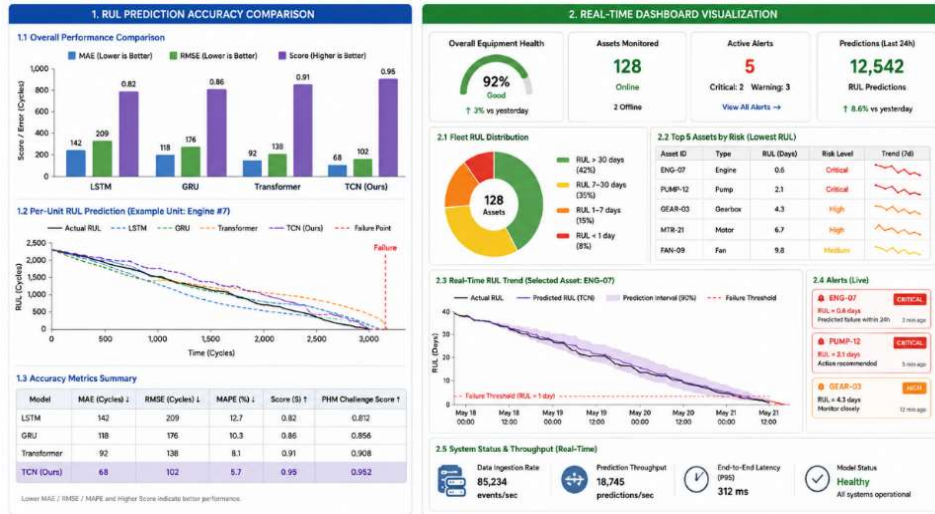 1. RUL PREDICTION ACCURACY COMPARISON
1.1 Overall Performance Comparison
MAE (Lower is Better) RMSE (Lower is Better) Score (Higher is Better)
Score / Error (Cycles)
1,000
800
600
400
200
0
142 209 0.82
118 176 0.86
92 138 0.91
68 102 0.95
LSTM GRU Transformer TCN (Ours)
1.2 Per-Unit RUL Prediction (Example Unit: Engine #7)
Actual RUL LSTM GRU Transformer TCN (Ours) Failure Point
Failure
RUL (Cycles)
2,500
2,000
1,500
1,000
500
0
0 500 1,000 1,500 2,000 2,500 3,000
Time (Cycles)
1.3 Accuracy Metrics Summary
Model MAE (Cycles) ↓ RMSE (Cycles) ↓ MAPE (%) ↓ Score (S) ↑ PHM Challenge Score ↑
LSTM 142 209 12.7 0.82 0.812
GRU 118 176 10.3 0.86 0.856
Transformer 92 138 8.1 0.91 0.908
TCN (Ours) 68 102 5.7 0.95 0.952
Lower MAE / RMSE / MAPE and Higher Score indicate better performance.
2. REAL-TIME DASHBOARD VISUALIZATION
Overall Equipment Health
92%
Good
↑ 3% vs yesterday
Assets Monitored
128
Online
2 Offline
Active Alerts
5
Critical: 2 Warning: 3
View All Alerts →
Predictions (Last 24h)
12,542
RUL Predictions
↑ 8.6% vs yesterday
2.1 Fleet RUL Distribution
128
Assets
RUL > 30 days
(42%)
RUL 7–30 days
(35%)
RUL 1–7 days
(15%)
RUL < 1 day
(8%)
2.2 Top 5 Assets by Risk (Lowest RUL)
Asset ID Type RUL (Days) Risk Level Trend (7d)
ENG-07 Engine 0.6 Critical
PUMP-12 Pump 2.1 Critical
GEAR-03 Gearbox 4.3 High
MTR-21 Motor 6.7 High
FAN-09 Fan 9.8 Medium
2.3 Real-Time RUL Trend (Selected Asset: ENG-07)
Actual RUL Predicted RUL (TCN) Prediction Interval (90%) Failure Threshold
RUL (Days)
40
30
20
10
0
Failure Threshold (RUL = 1 day)
May 18 May 18 May 19 May 19 May 20 May 20 May 21 May 21
00:00 12:00 00:00 12:00 00:00 12:00 00:00 12:00
2.4 Alerts (Live)
ENG-07 CRITICAL
RUL = 0.6 days
Predicted failure within 24h 2 min ago
PUMP-12 CRITICAL
RUL = 2.1 days
Action recommended 5 min ago
GEAR-03 HIGH
RUL = 4.3 days
Monitor closely 12 min ago
2.5 System Status & Throughput (Real-Time)
Data Ingestion Rate
85,234
events/sec
Prediction Throughput
18,745
predictions/sec
End-to-End Latency
(P95)
312 ms
Model Status
Healthy
All systems operational